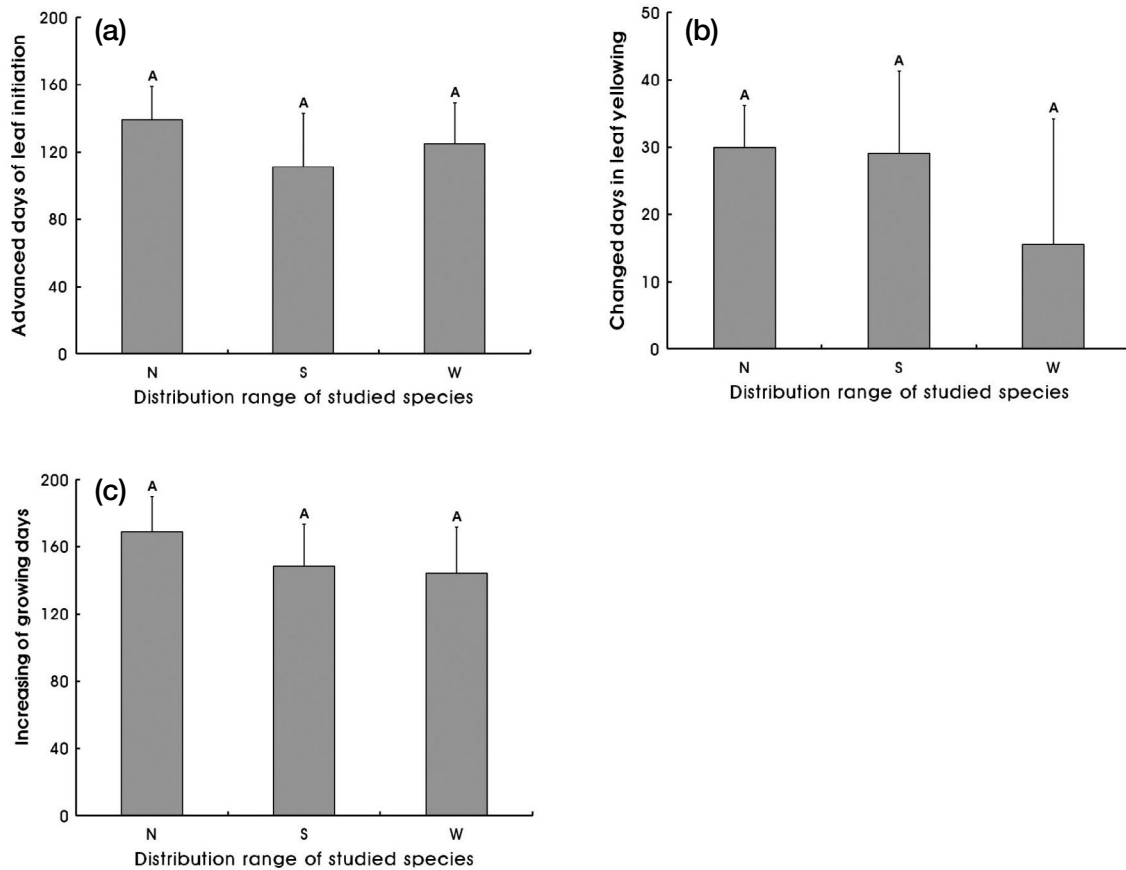 (a)
Advanced days of leaf initiation
200
160
120
80
40
0
A
A
A
N
S
W
Distribution range of studied species
(b)
Changed days in leaf yellowing
50
40
30
20
10
0
A
A
A
N
S
W
Distribution range of studied species
(c)
Increasing of growing days
200
160
120
80
40
0
A
A
A
N
S
W
Distribution range of studied species